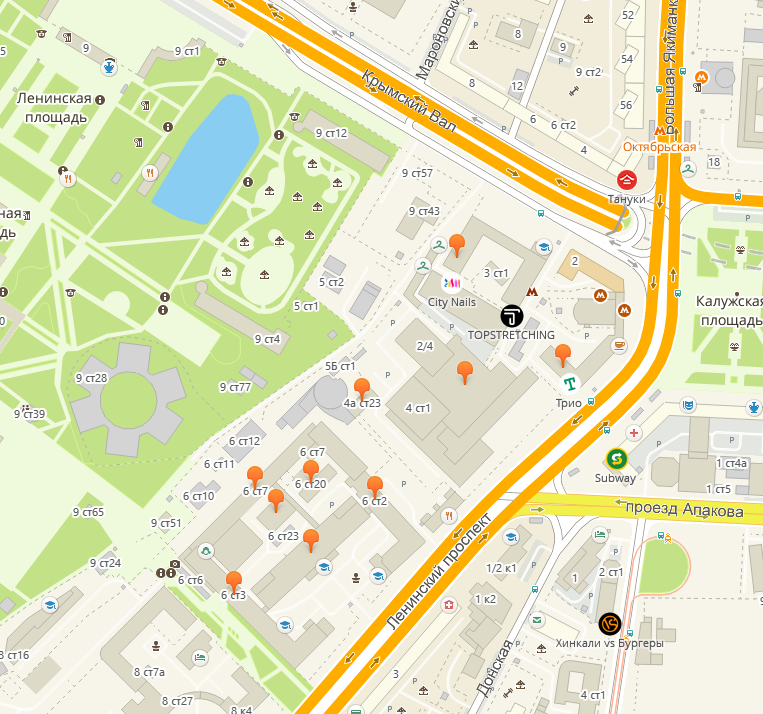 52
Мароновский
9
9 ст1
8
9
54
9 ст2
Большая Якиманка
Крымский Вал
8
12
56
Ленинская
площадь
6 ст2
9 ст12
4
Октябрьская
18
9 ст57
Тануки
9 ст43
3 ст1
2
5 ст2
City Nails
5 ст1
Калужская
площадь
TOPSTRETCHING
9 ст4
2/4
5Б ст1
9 ст28
9 ст77
4а ст23
4 ст1
Трио
9 ст39
6 ст12
6 ст7
6 ст11
1 ст4а
6 ст7
6 ст20
Subway
6 ст10
6 ст2
1 ст5
9 ст65
проезд Апакова
9 ст51
6 ст23
Ленинский проспект
9 ст24
1/2 к1
6 ст6
1
2 ст1
6 ст3
1 к2
Хинкали vs Бургеры
3 ст16
Донская
8 ст7а
3
8 ст27
4 ст1
8 к4